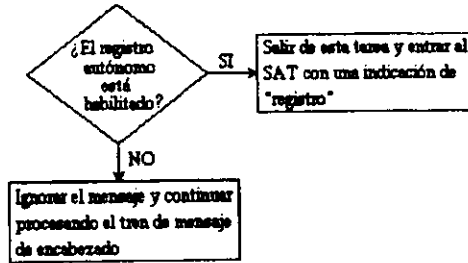 ¿El registro
autónomo
está
habilitado?
SI
Salir de esta tarea y entrar al
SAT con una indicación de
"registro"
NO
Ignorar el mensaje y continuar
procesando el tren de mensaje
de encabezado